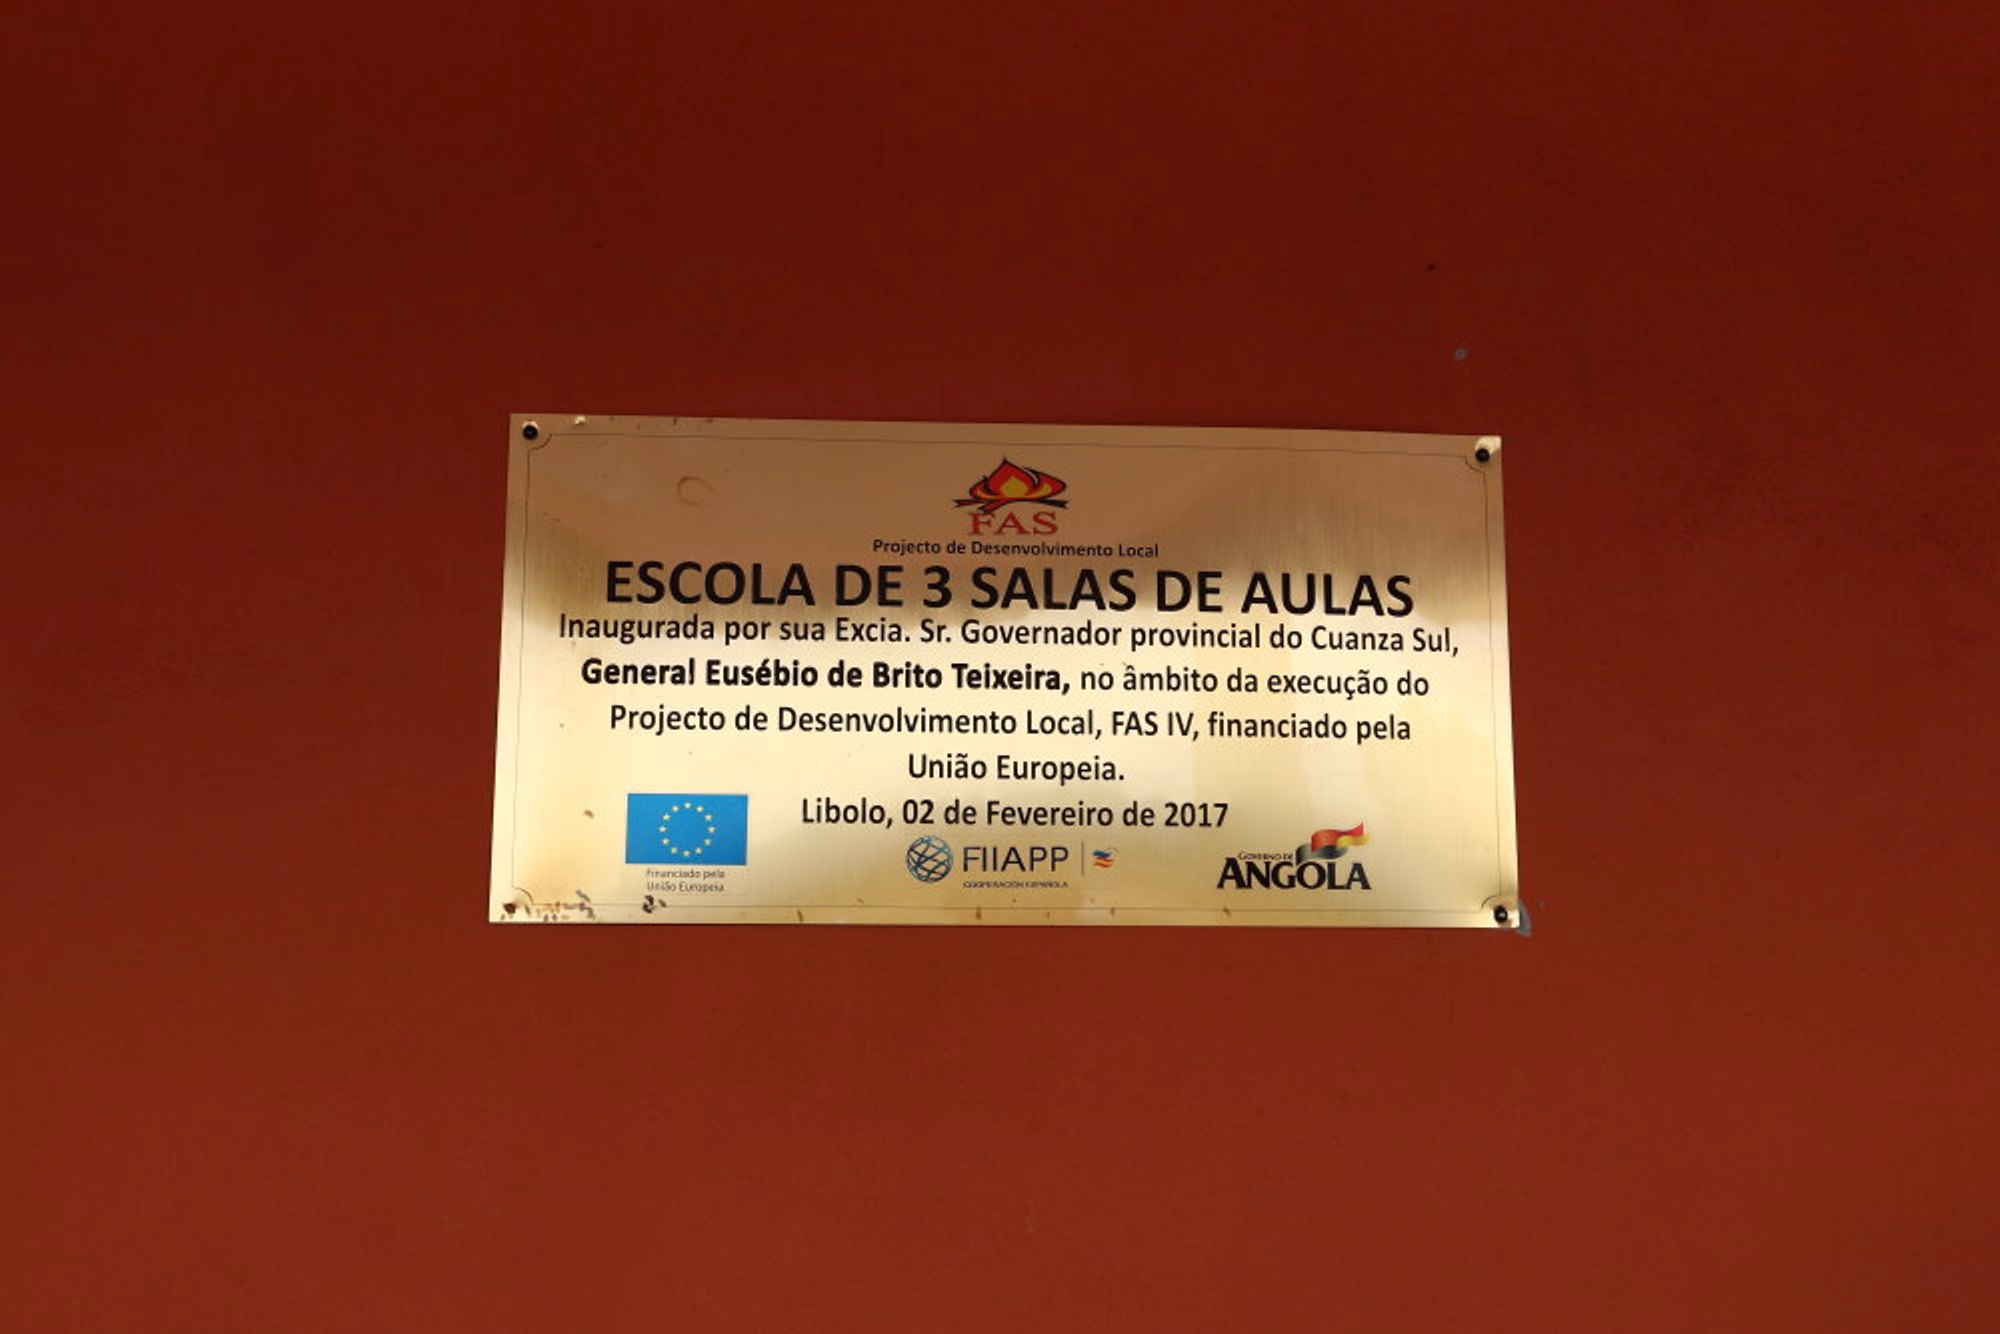 FAS
Projecto de Desenvolvimento Local
ESCOLA DE 3 SALAS DE AULAS
Inaugurada por sua Excia. Sr. Governador provincial do Cuanza Sul,
General Eusébio de Brito Teixeira, no âmbito da execução do
Projecto de Desenvolvimento Local, FAS IV, financiado pela
União Europeia.
Libolo, 02 de Fevereiro de 2017
Financiado pela
União Europeia
FIIAPP
COOPERACIÓN ESPAÑOLA
GOVERNO DE
ANGOLA